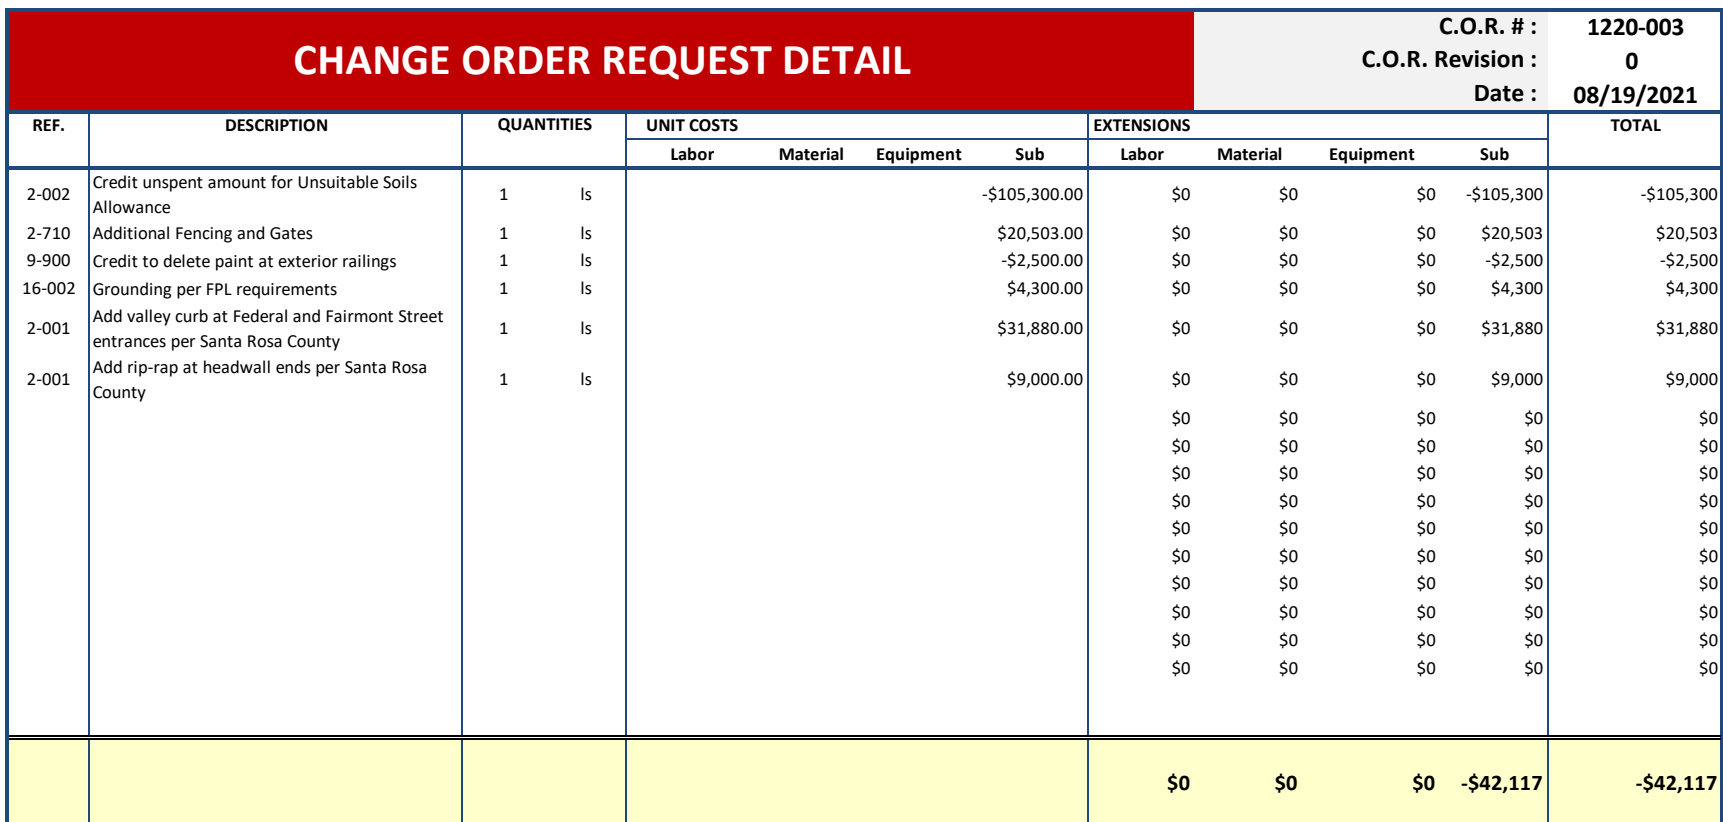 CHANGE ORDER REQUEST DETAIL
C.O.R. # : 1220-003
C.O.R. Revision : 0
Date : 08/19/2021
REF. DESCRIPTION QUANTITIES UNIT COSTS EXTENSIONS TOTAL
Labor Material Equipment Sub Labor Material Equipment Sub
2-002 Credit unspent amount for Unsuitable Soils Allowance 1 ls -$105,300.00 $0 $0 $0 -$105,300 -$105,300
2-710 Additional Fencing and Gates 1 ls $20,503.00 $0 $0 $0 $20,503 $20,503
9-900 Credit to delete paint at exterior railings 1 ls -$2,500.00 $0 $0 $0 -$2,500 -$2,500
16-002 Grounding per FPL requirements 1 ls $4,300.00 $0 $0 $0 $4,300 $4,300
2-001 Add valley curb at Federal and Fairmont Street entrances per Santa Rosa County 1 ls $31,880.00 $0 $0 $0 $31,880 $31,880
2-001 Add rip-rap at headwall ends per Santa Rosa County 1 ls $9,000.00 $0 $0 $0 $9,000 $9,000
$0 $0 $0 $0 $0
$0 $0 $0 $0 $0
$0 $0 $0 $0 $0
$0 $0 $0 $0 $0
$0 $0 $0 $0 $0
$0 $0 $0 $0 $0
$0 $0 $0 $0 $0
$0 $0 $0 $0 $0
$0 $0 $0 $0 $0
$0 $0 $0 $0 $0
$0 $0 $0 -$42,117 -$42,117